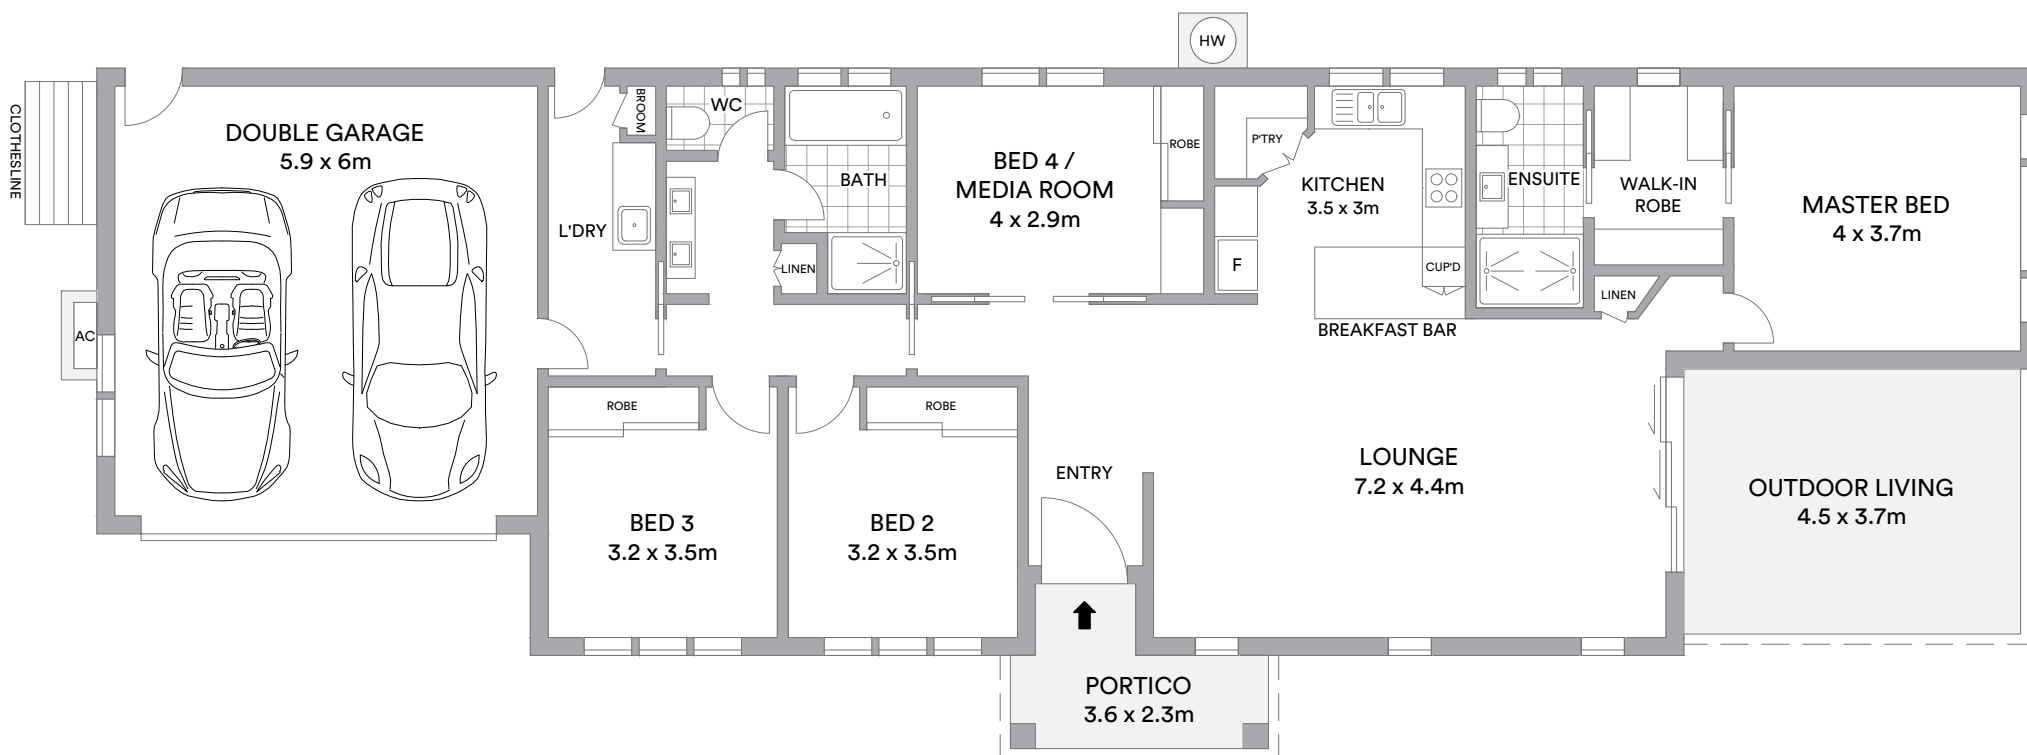 HW
CLOTHESLINE
DOUBLE GARAGE
5.9 x 6m
AC
BROOM
L'DRY
WC
BATH
LINEN
BED 4 /
MEDIA ROOM
4 x 2.9m
ROBE
P'TRY
KITCHEN
3.5 x 3m
F
CUP'D
BREAKFAST BAR
ENSUITE
WALK-IN
ROBE
LINEN
MASTER BED
4 x 3.7m
ROBE
BED 3
3.2 x 3.5m
ROBE
BED 2
3.2 x 3.5m
ENTRY
LOUNGE
7.2 x 4.4m
OUTDOOR LIVING
4.5 x 3.7m
PORTICO
3.6 x 2.3m